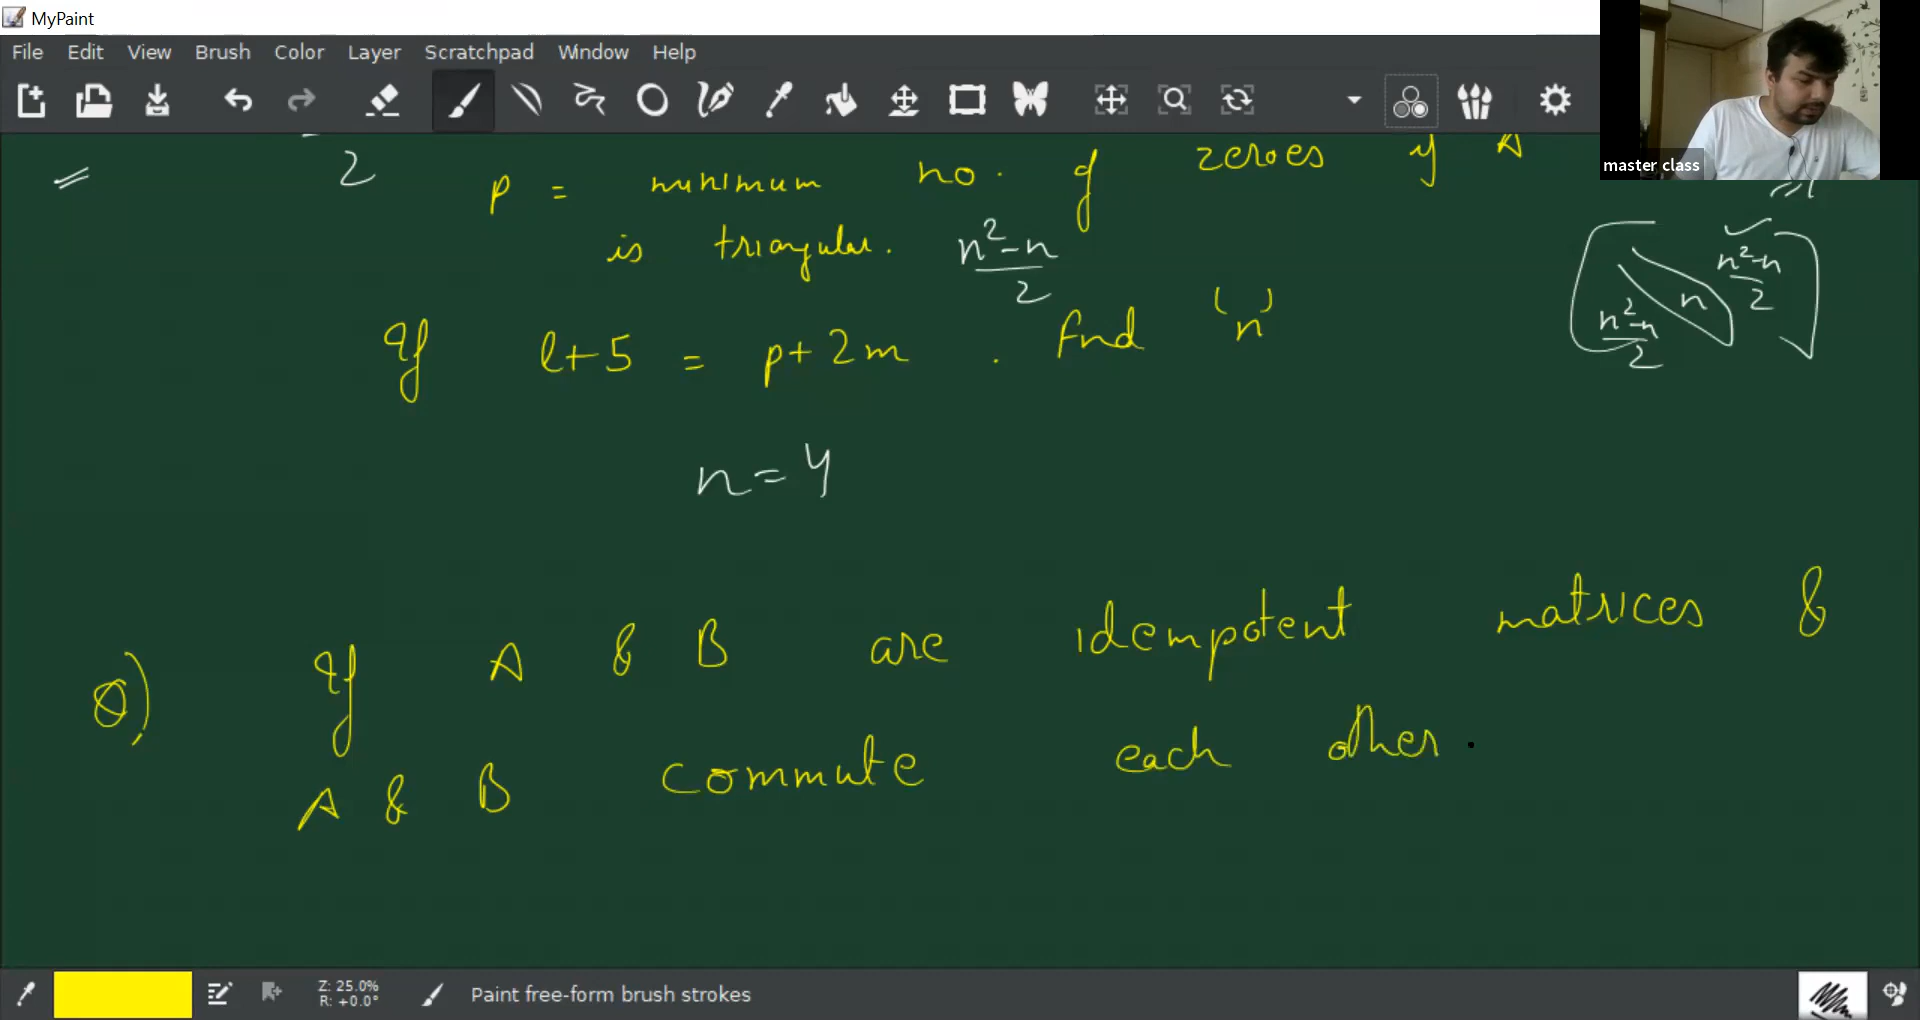 MyPaint
File Edit View Brush Color Layer Scratchpad Window Help
master class
2
p = minimum no. of zeroes if A
is triangular. n²-n/2
n²-n/2 n n²-n/2
If l+5 = p+2m . find 'n'
n=4
Q) If A & B are idempotent matrices &
A & B commute each other.
Z: 25.0%
R: +0.0°
Paint free-form brush strokes